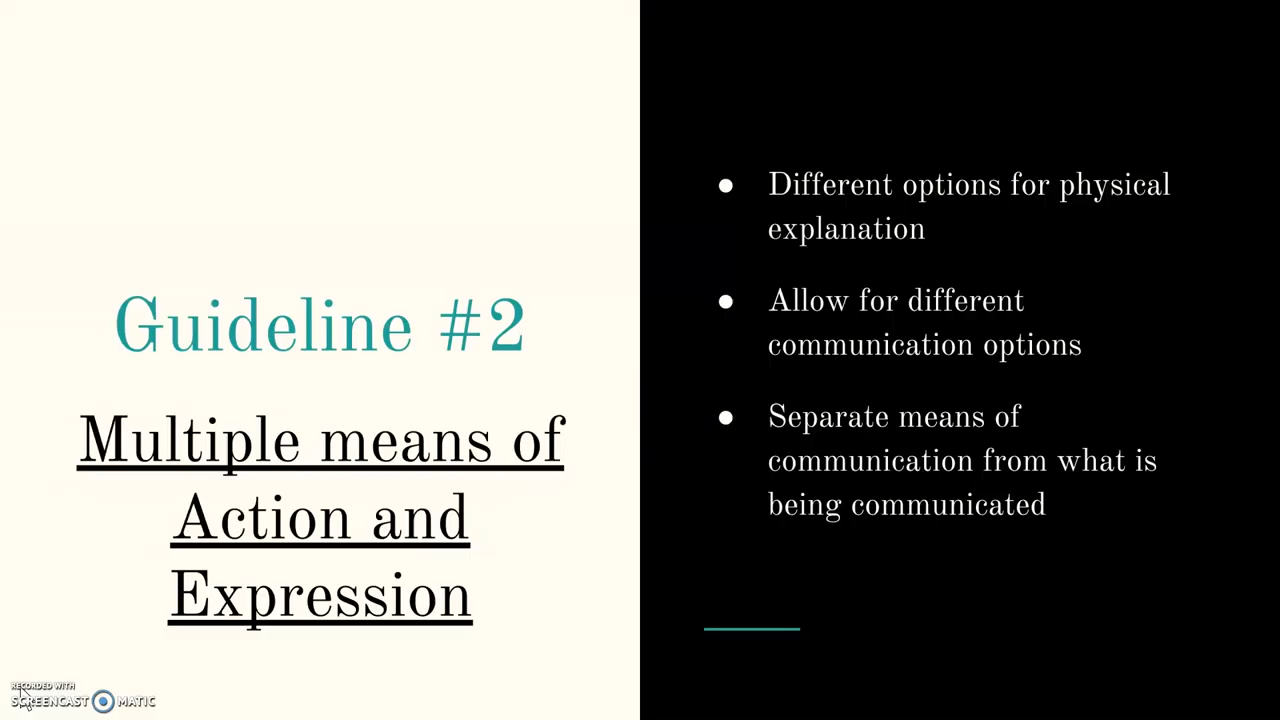 Guideline #2
Multiple means of
Action and
Expression
● Different options for physical
explanation
● Allow for different
communication options
● Separate means of
communication from what is
being communicated
RECORDED WITH
SCREENCAST MATIC